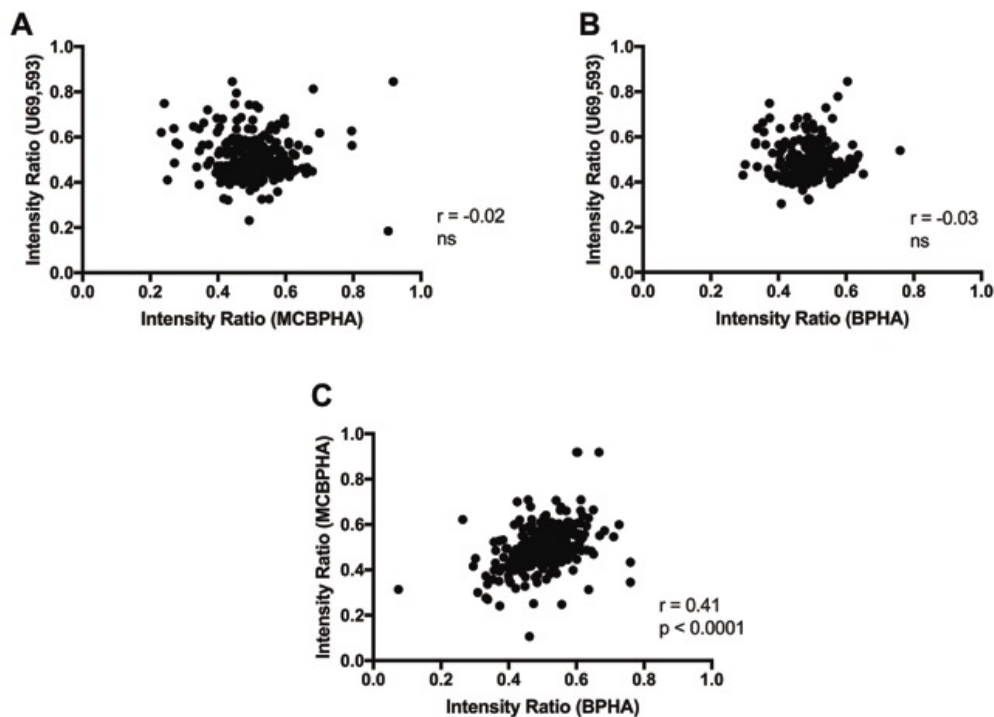 A
1.0
0.8
0.6
0.4
0.2
0.0
Intensity Ratio (U69,593)
0.0 0.2 0.4 0.6 0.8 1.0
Intensity Ratio (MCBPHA)
r = -0.02
ns
B
1.0
0.8
0.6
0.4
0.2
0.0
Intensity Ratio (U69,593)
0.0 0.2 0.4 0.6 0.8 1.0
Intensity Ratio (BPHA)
r = -0.03
ns
C
1.0
0.8
0.6
0.4
0.2
0.0
Intensity Ratio (MCBPHA)
0.0 0.2 0.4 0.6 0.8 1.0
Intensity Ratio (BPHA)
r = 0.41
p < 0.0001